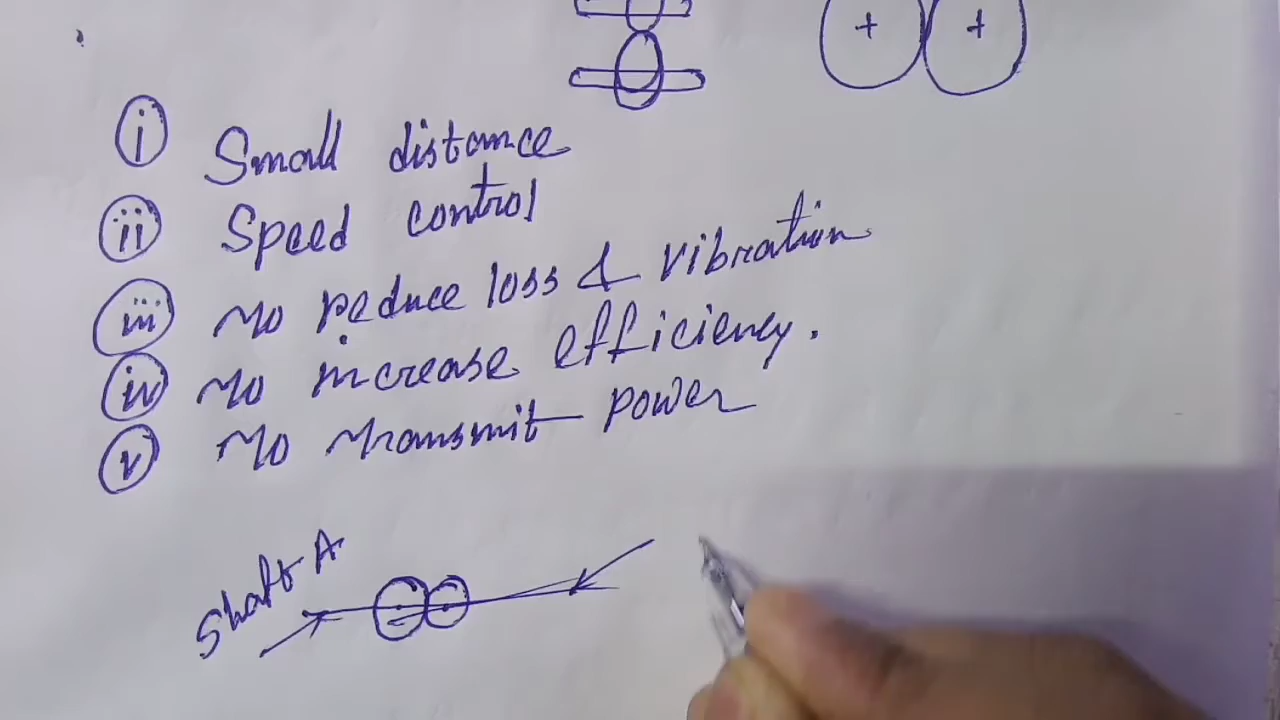 i Small distance
ii Speed control
iii To reduce loss & vibration
iv To increase efficiency.
v To transmit power
Shaft A